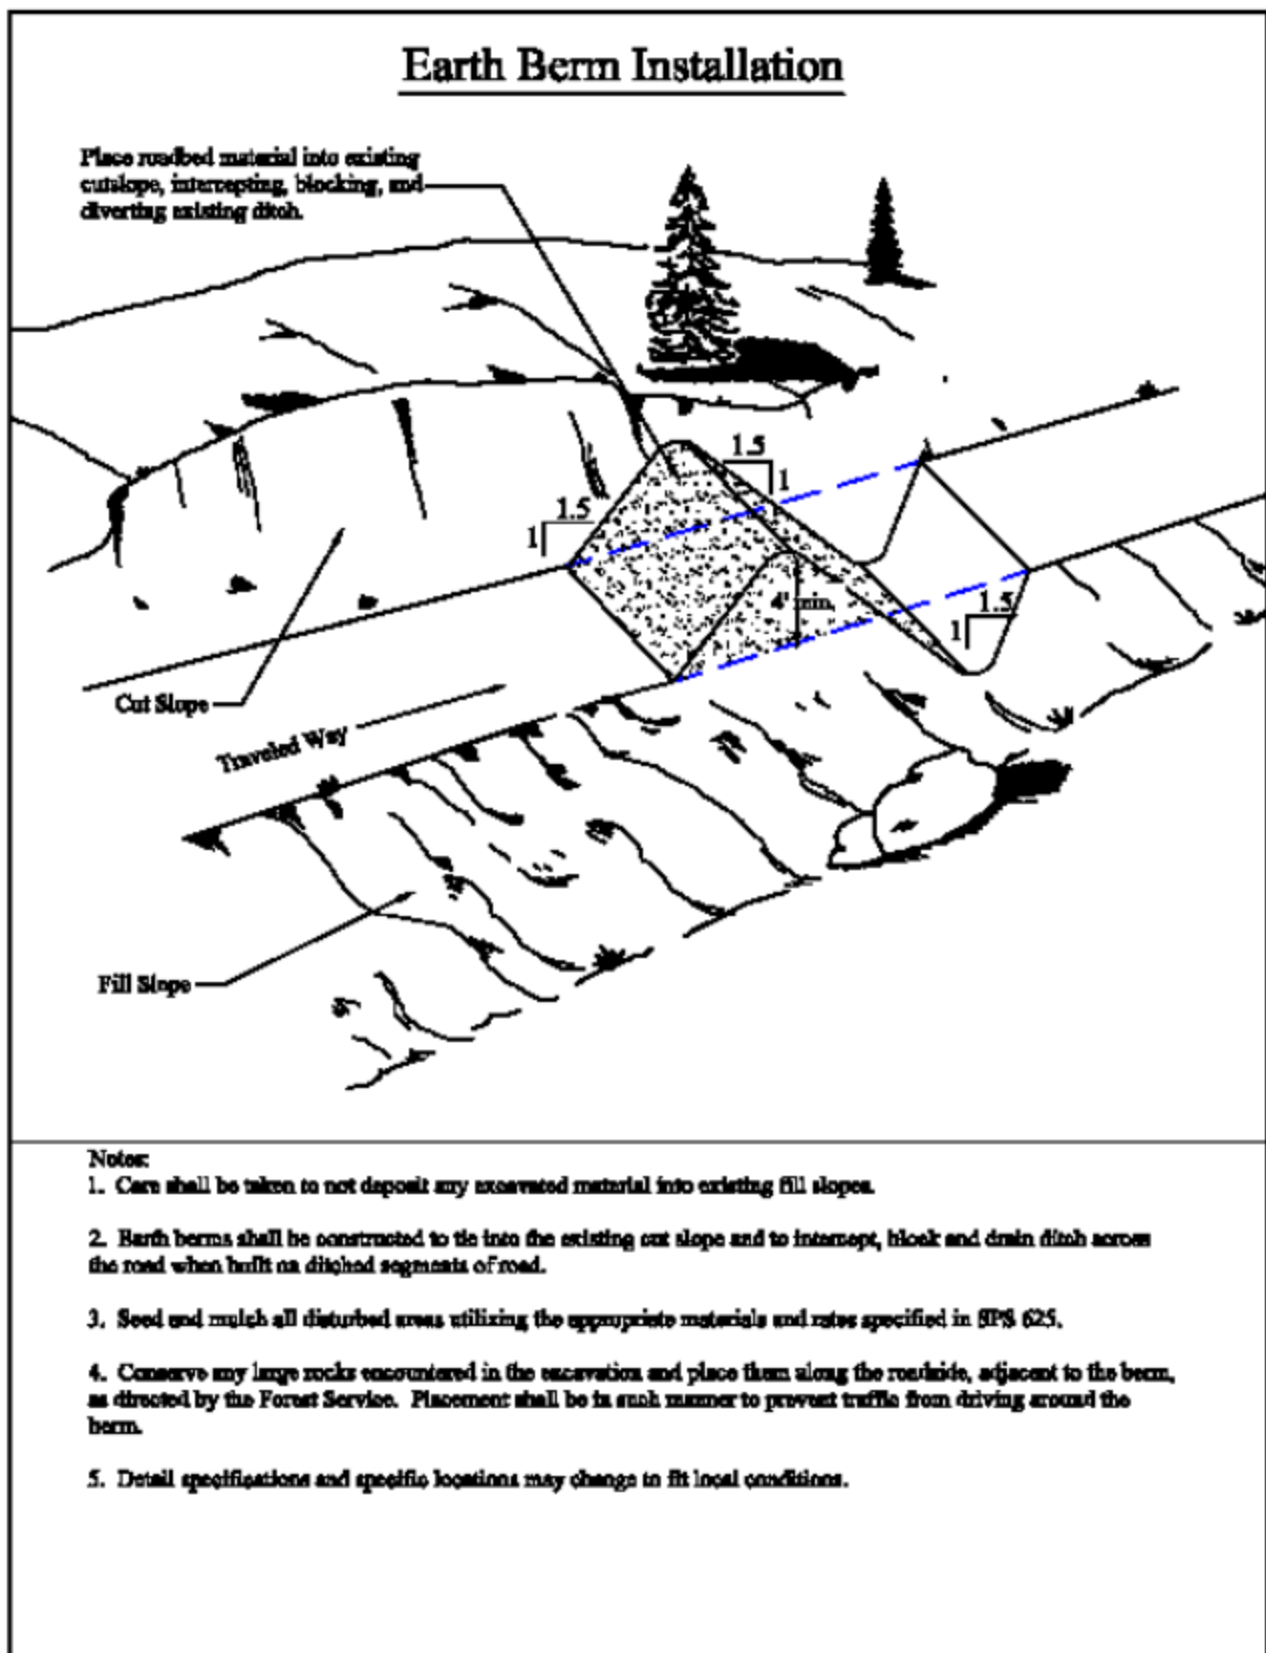 Earth Berm Installation
Place roadbed material into existing
cutslope, intercepting, blocking, and
diverting existing ditch.
1.5
1
1.5
1
4' min.
1.5
1
Cut Slope
Traveled Way
Fill Slope
Notes:
1. Care shall be taken to not deposit any excavated material into existing fill slopes.
2. Earth berms shall be constructed to tie into the existing cut slope and to intercept, block and drain ditch across
the road when built on ditched segments of road.
3. Seed and mulch all disturbed areas utilizing the appropriate materials and rates specified in SPS 625.
4. Conserve any large rocks encountered in the excavation and place them along the roadside, adjacent to the berm,
as directed by the Forest Service. Placement shall be in such manner to prevent traffic from driving around the
berm.
5. Detail specifications and specific locations may change to fit local conditions.